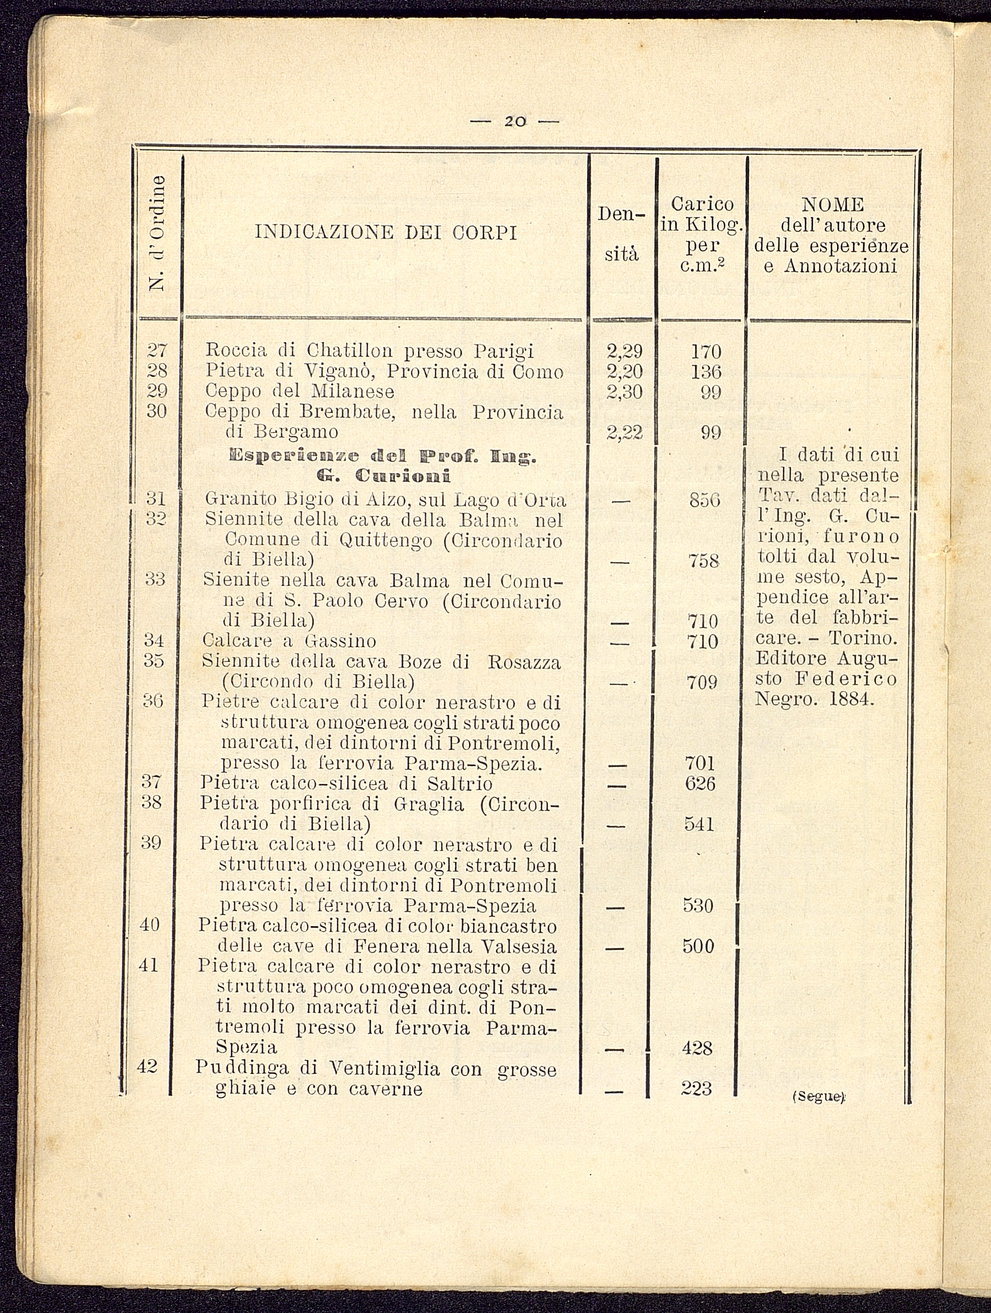 — 20 —
N. d'Ordine
INDICAZIONE DEI CORPI
Den-
sità
Carico
in Kilog.
per
c.m.²
NOME
dell'autore
delle esperienze
e Annotazioni
27 Roccia di Chatillon presso Parigi 2,29 170
28 Pietra di Viganò, Provincia di Como 2,20 136
29 Ceppo del Milanese 2,30 99
30 Ceppo di Brembate, nella Provincia
di Bergamo 2,22 99
Esperienze del Prof. Ing.
G. Curioni
31 Granito Bigio di Alzo, sul Lago d'Orta — 856
32 Siennite della cava della Balma nel
Comune di Quittengo (Circondario
di Biella) — 758
33 Sienite nella cava Balma nel Comu-
ne di S. Paolo Cervo (Circondario
di Biella) — 710
34 Calcare a Gassino — 710
35 Siennite della cava Boze di Rosazza
(Circondo di Biella) — 709
36 Pietre calcare di color nerastro e di
struttura omogenea cogli strati poco
marcati, dei dintorni di Pontremoli,
presso la ferrovia Parma-Spezia. — 701
37 Pietra calco-silicea di Saltrio — 626
38 Pietra porfirica di Graglia (Circon-
dario di Biella) — 541
39 Pietra calcare di color nerastro e di
struttura omogenea cogli strati ben
marcati, dei dintorni di Pontremoli
presso la ferrovia Parma-Spezia — 530
40 Pietra calco-silicea di color biancastro
delle cave di Fenera nella Valsesia — 500
41 Pietra calcare di color nerastro e di
struttura poco omogenea cogli stra-
ti molto marcati dei dint. di Pon-
tremoli presso la ferrovia Parma-
Spezia — 428
42 Puddinga di Ventimiglia con grosse
ghiaie e con caverne — 223
I dati di cui
nella presente
Tav. dati dal-
l'Ing. G. Cu-
rioni, furono
tolti dal volu-
me sesto, Ap-
pendice all'ar-
te del fabbri-
care. – Torino.
Editore Augu-
sto Federico
Negro. 1884.
(Segue)